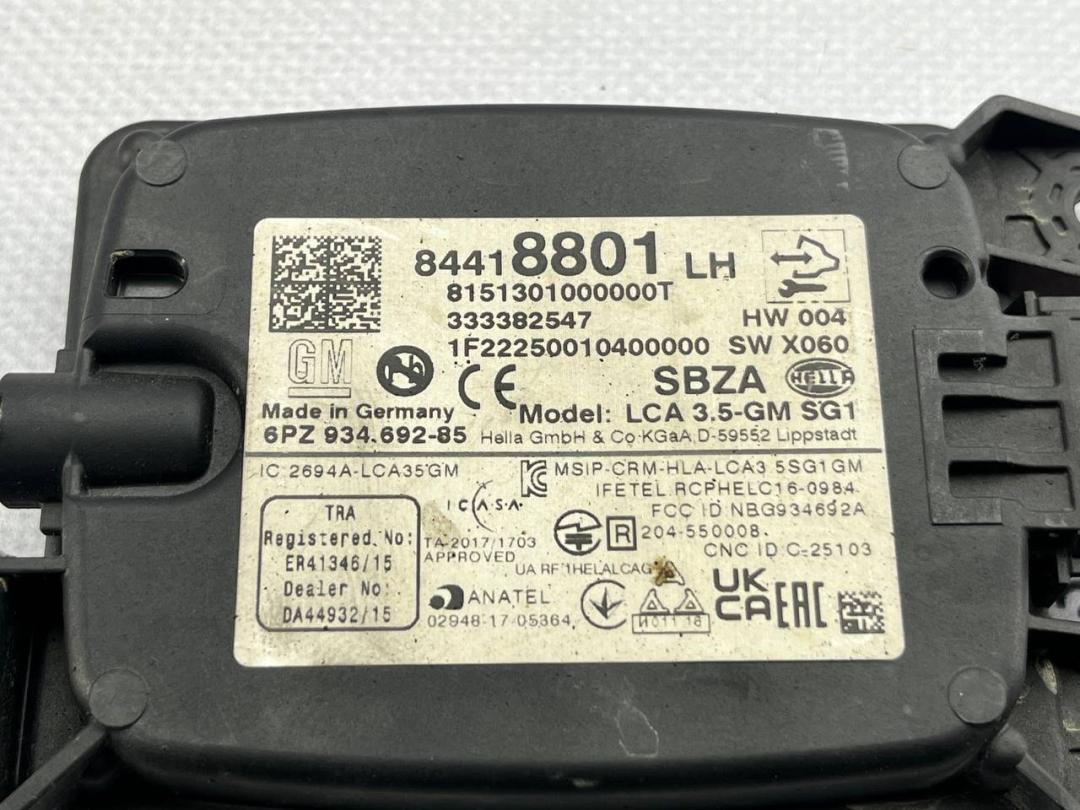 84418801 LH
8151301000000T
333382547 HW 004
1F22250010400000 SW X060
GM
CE SBZA HELLA
Made in Germany Model: LCA 3.5-GM SG1
6PZ 934.692-85 Hella GmbH & Co KGaA D-59552 Lippstadt
IC 2694A-LCA35GM MSIP-CRM-HLA-LCA3 5SG1GM
IFETEL RCPHELC16-0984
ICASA FCC ID NBG934692A
TRA
Registered No:
ER41346/15
Dealer No:
DA44932/15
TA-2017/1703
APPROVED
R 204-550008
CNC ID C-25103
ANATEL
02948-17-05364
UK
CA EAC